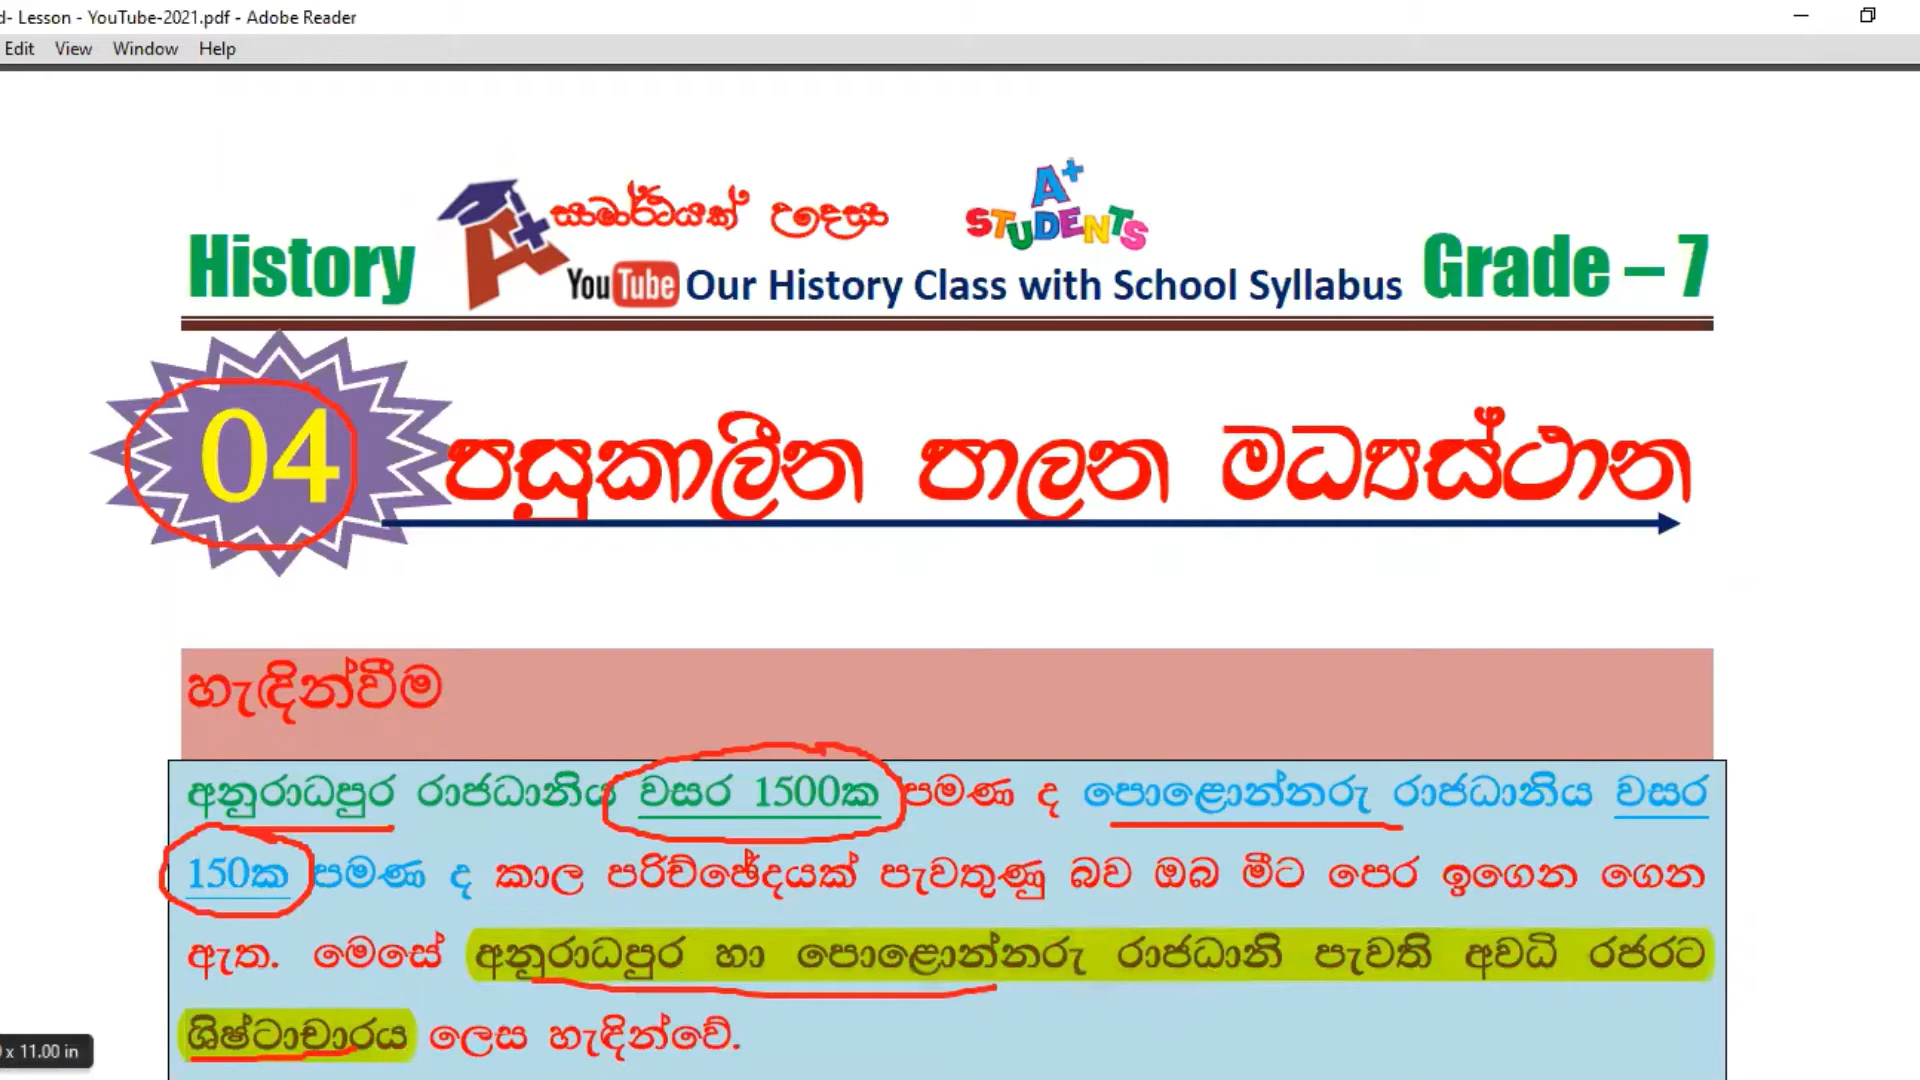 d- Lesson - YouTube-2021.pdf - Adobe Reader
Edit View Window Help
සාමාර්ථයක් උදෙසා
A+ STUDENTS
History
A+
YouTube Our History Class with School Syllabus
Grade – 7
04 පසුකාලීන පාලන මධ්‍යස්ථාන
හැඳින්වීම
අනුරාධපුර රාජධානිය වසර 1500ක පමණ ද පොළොන්නරු රාජධානිය වසර
150ක පමණ ද කාල පරිච්ඡේදයක් පැවතුණු බව ඔබ මීට පෙර ඉගෙන ගෙන
ඇත. මෙසේ අනුරාධපුර හා පොළොන්නරු රාජධානි පැවති අවධි රජරට
ශිෂ්ටාචාරය ලෙස හැඳින්වේ.
x 11.00 in